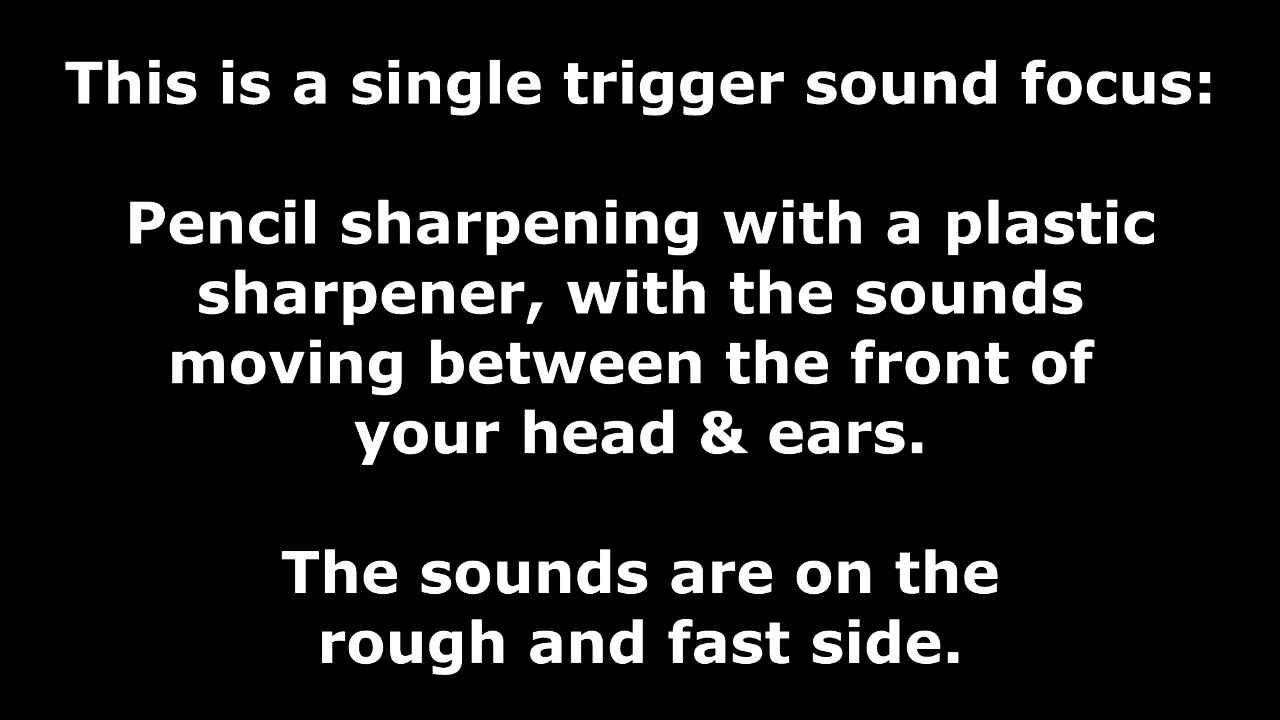 This is a single trigger sound focus:
Pencil sharpening with a plastic
sharpener, with the sounds
moving between the front of
your head & ears.
The sounds are on the
rough and fast side.